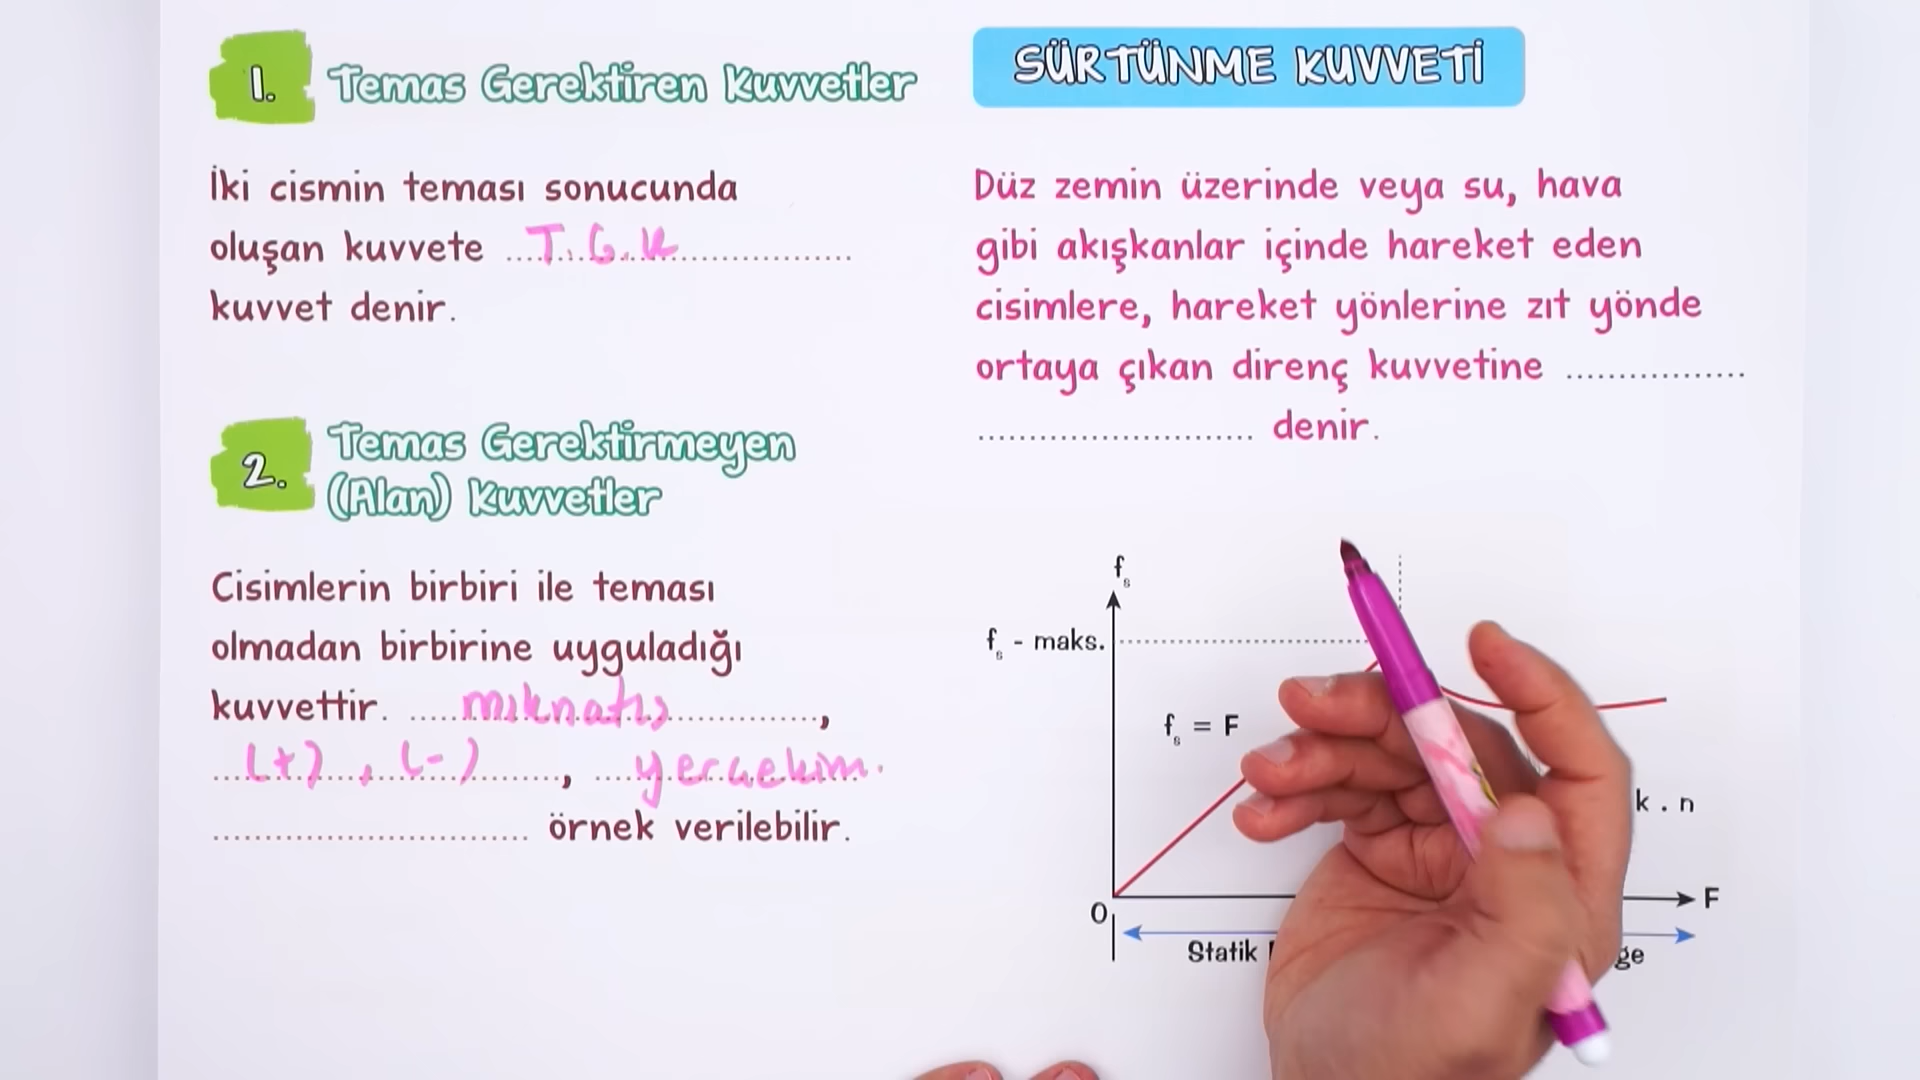 1. Temas Gerektiren Kuvvetler
İki cismin teması sonucunda
oluşan kuvvete T.G.K
kuvvet denir.
2. Temas Gerektirmeyen
(Alan) Kuvvetler
Cisimlerin birbiri ile teması
olmadan birbirine uyguladığı
kuvvettir. mıknatıs,
(+), (-), yerçekim.
örnek verilebilir.
SÜRTÜNME KUVVETİ
Düz zemin üzerinde veya su, hava
gibi akışkanlar içinde hareket eden
cisimlere, hareket yönlerine zıt yönde
ortaya çıkan direnç kuvvetine
denir.
fs
fs - maks.
fs = F
k . n
0
F
Statik